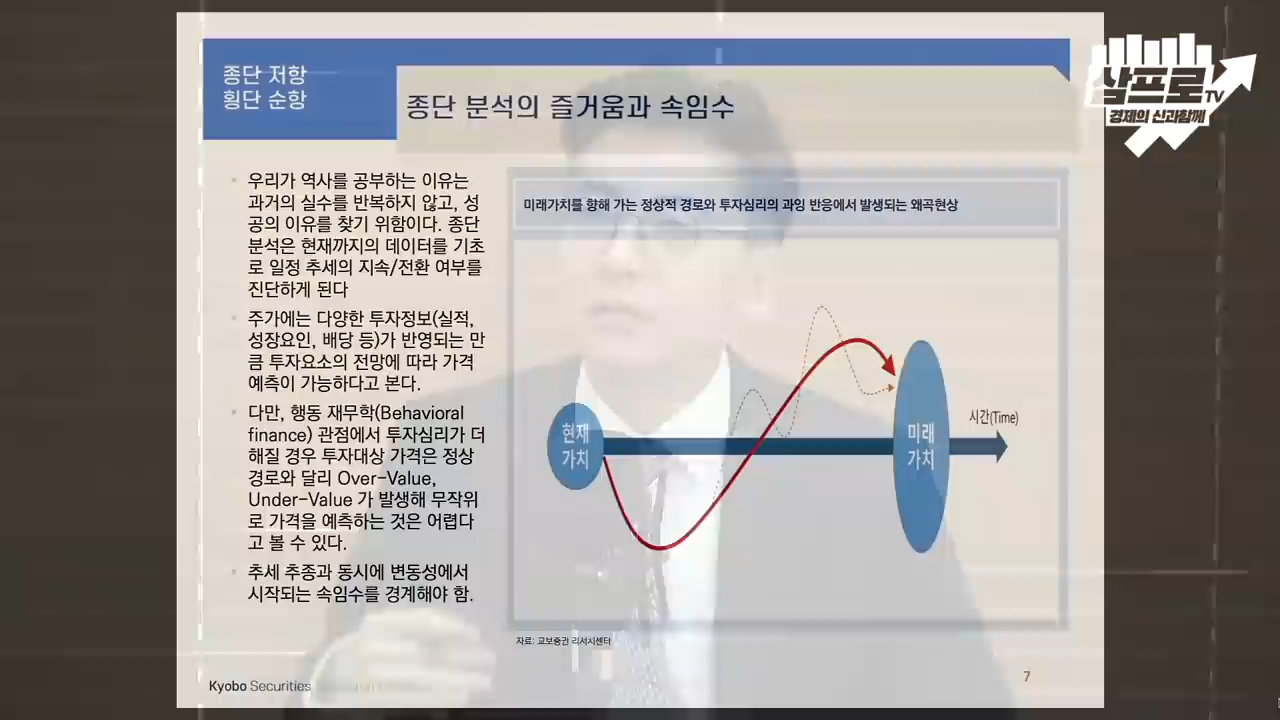 종단 저항
횡단 순항
종단 분석의 즐거움과 속임수
우리가 역사를 공부하는 이유는
과거의 실수를 반복하지 않고, 성
공의 이유를 찾기 위함이다. 종단
분석은 현재까지의 데이터를 기초
로 일정 추세의 지속/전환 여부를
진단하게 된다
주가에는 다양한 투자정보(실적,
성장요인, 배당 등)가 반영되는 만
큼 투자요소의 전망에 따라 가격
예측이 가능하다고 본다.
다만, 행동 재무학(Behavioral
finance) 관점에서 투자심리가 더
해질 경우 투자대상 가격은 정상
경로와 달리 Over-Value,
Under-Value 가 발생해 무작위
로 가격을 예측하는 것은 어렵다
고 볼 수 있다.
추세 추종과 동시에 변동성에서
시작되는 속임수를 경계해야 함.
미래가치를 향해 가는 정상적 경로와 투자심리의 과잉 반응에서 발생되는 왜곡현상
현재
가치
미래
가치
시간(Time)
자료: 교보증권 리서치센터
Kyobo Securities
7
삼프로TV
경제의 신과함께